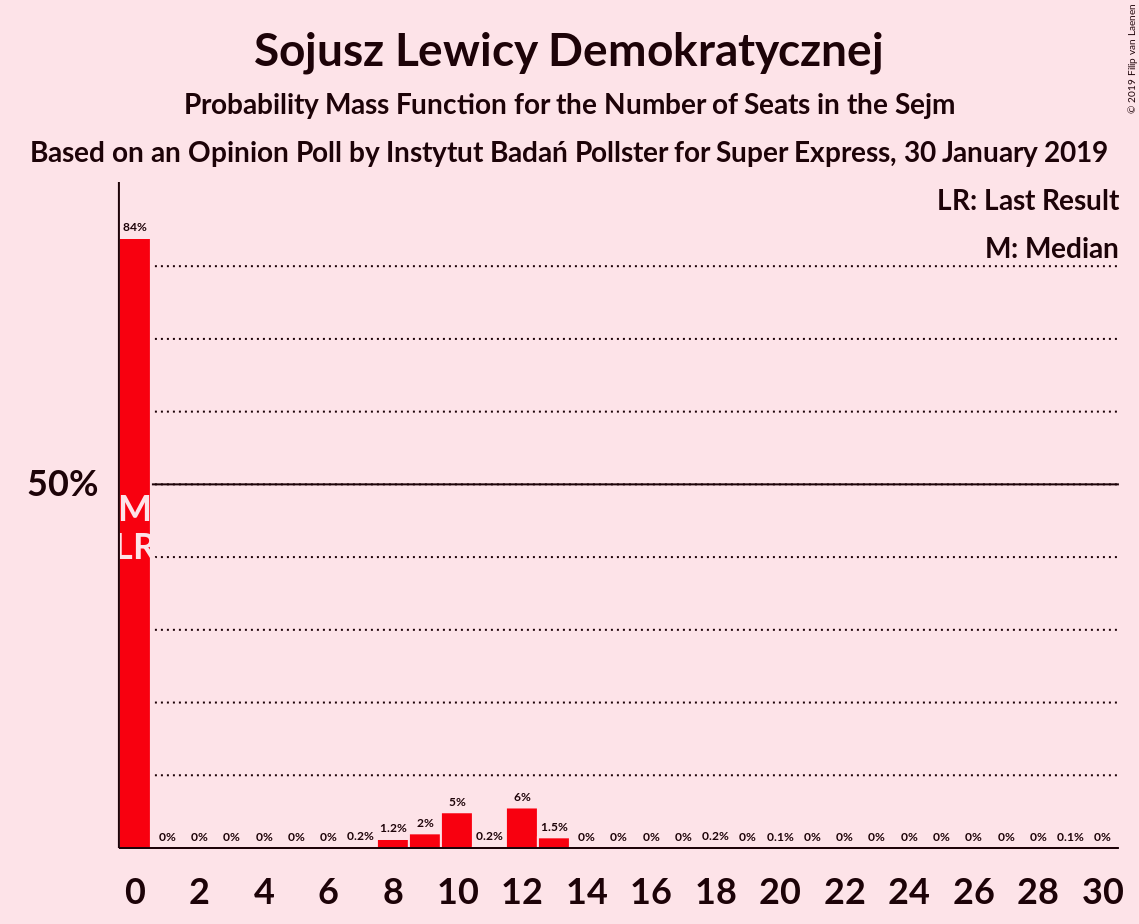 Sojusz Lewicy Demokratycznej
Probability Mass Function for the Number of Seats in the Sejm
Based on an Opinion Poll by Instytut Badań Pollster for Super Express, 30 January 2019
© 2019 Filip van Laenen
LR: Last Result
M: Median
84%
50%
M
LR
0% 0% 0% 0% 0% 0% 0.2% 1.2% 2% 5% 0.2% 6% 1.5% 0% 0% 0% 0% 0.2% 0% 0.1% 0% 0% 0% 0% 0% 0% 0% 0% 0.1% 0%
0 2 4 6 8 10 12 14 16 18 20 22 24 26 28 30